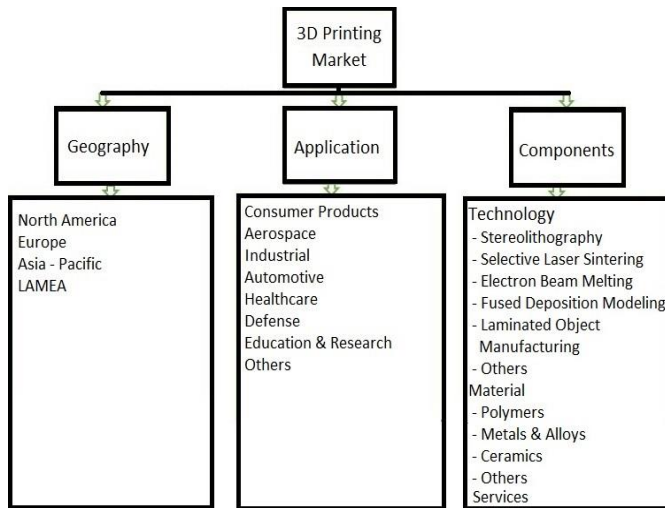 3D Printing
Market
Geography
Application
Components
North America
Europe
Asia - Pacific
LAMEA
Consumer Products
Aerospace
Industrial
Automotive
Healthcare
Defense
Education & Research
Others
Technology
- Stereolithography
- Selective Laser Sintering
- Electron Beam Melting
- Fused Deposition Modeling
- Laminated Object
Manufacturing
- Others
Material
- Polymers
- Metals & Alloys
- Ceramics
- Others
Services